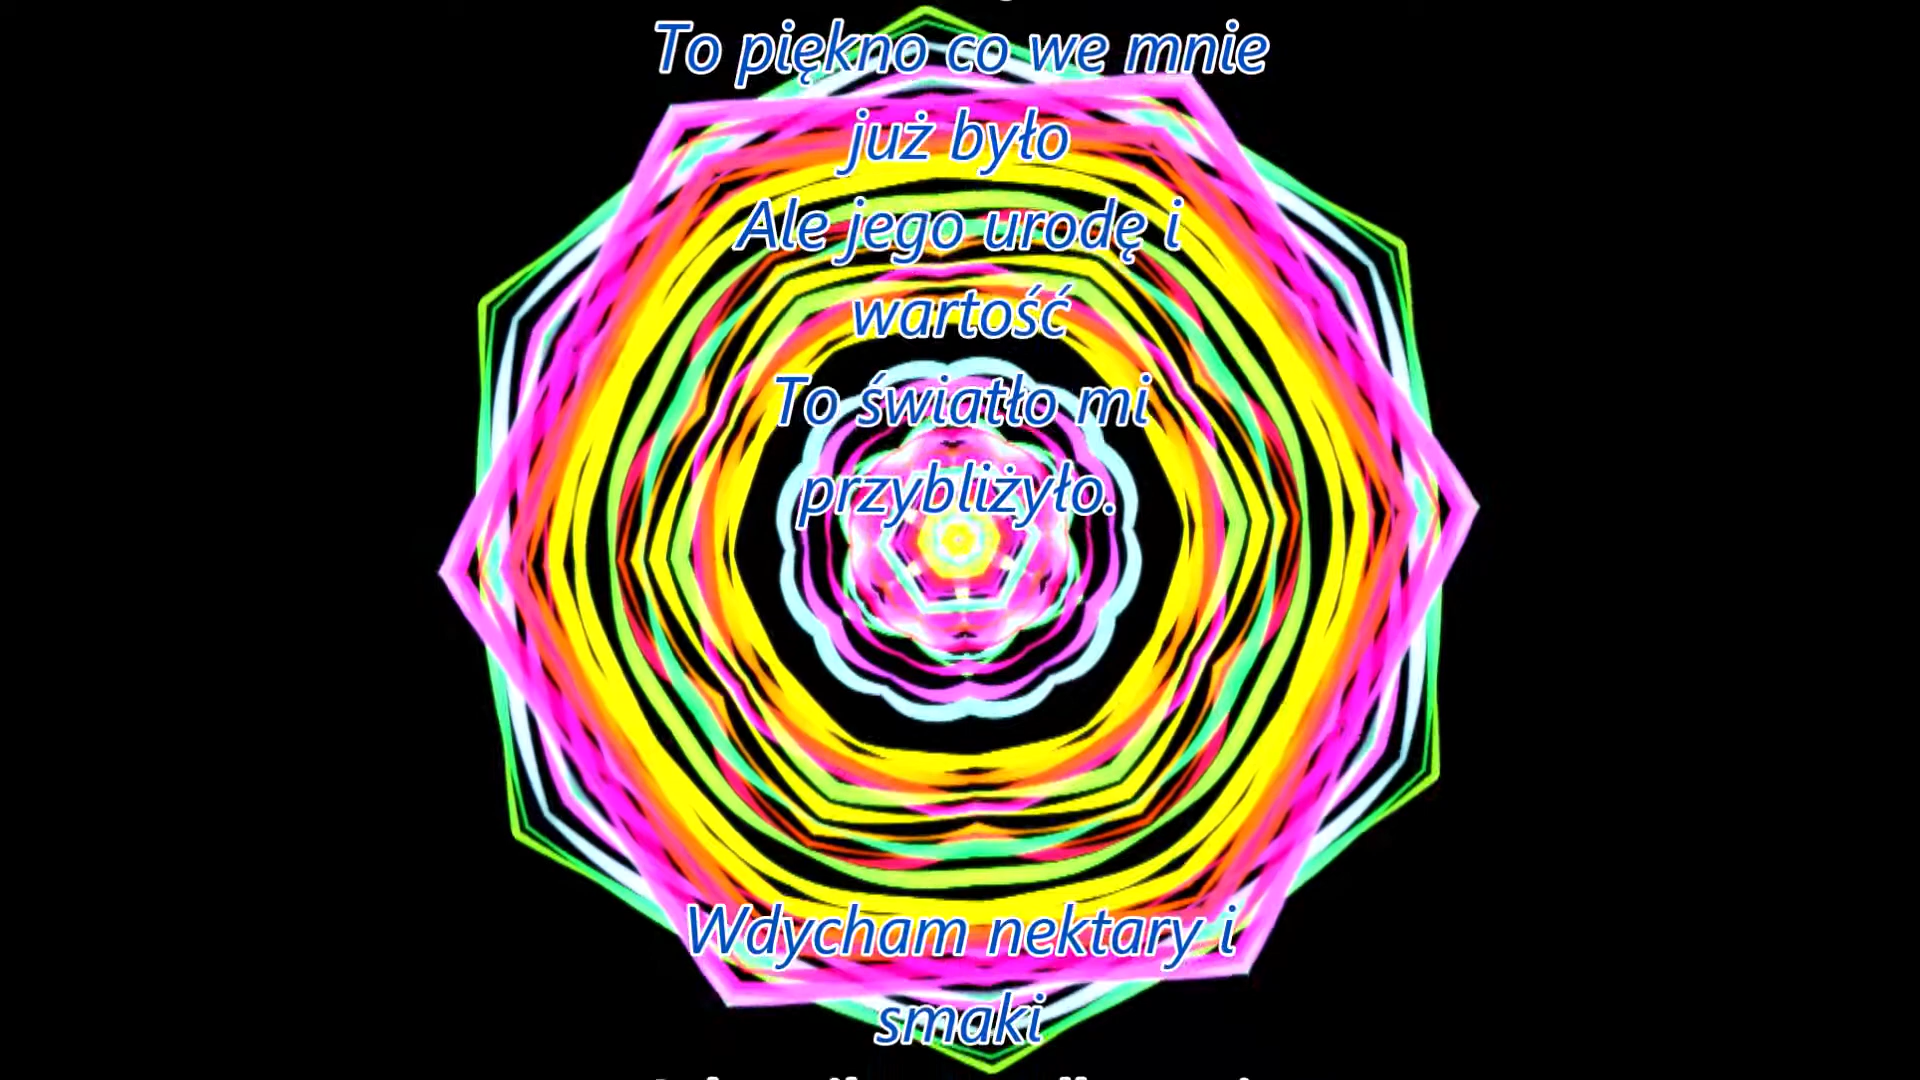 To piękno co we mnie
już było
Ale jego urodę i
wartość
To światło mi
przybliżyło.
Wdycham nektary i
smaki